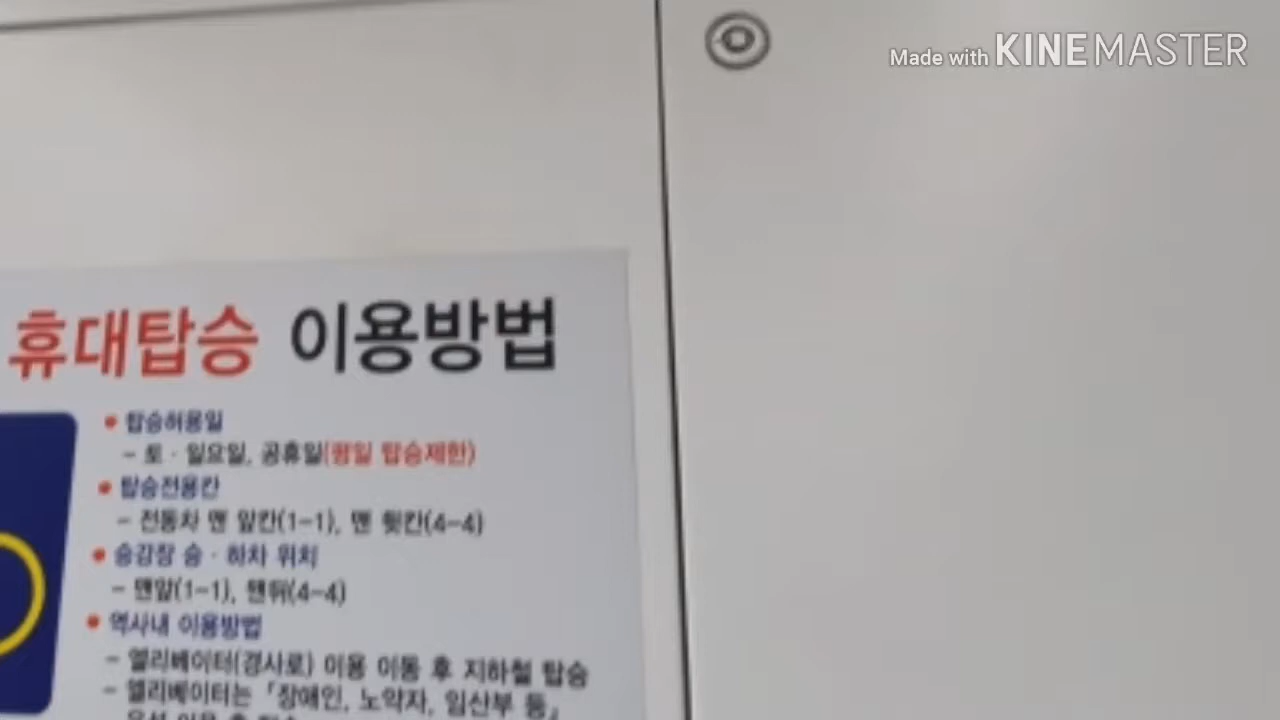 Made with KINEMASTER
휴대탑승 이용방법
• 탑승허용일
- 토·일요일, 공휴일(평일 탑승제한)
• 탑승전용칸
- 전동차 맨 앞칸(1-1), 맨 뒷칸(4-4)
• 승강장 승·하차 위치
- 맨앞(1-1), 맨뒤(4-4)
• 역사내 이용방법
- 엘리베이터(경사로) 이용 이동 후 지하철 탑승
- 엘리베이터는 「장애인, 노약자, 임산부 등」